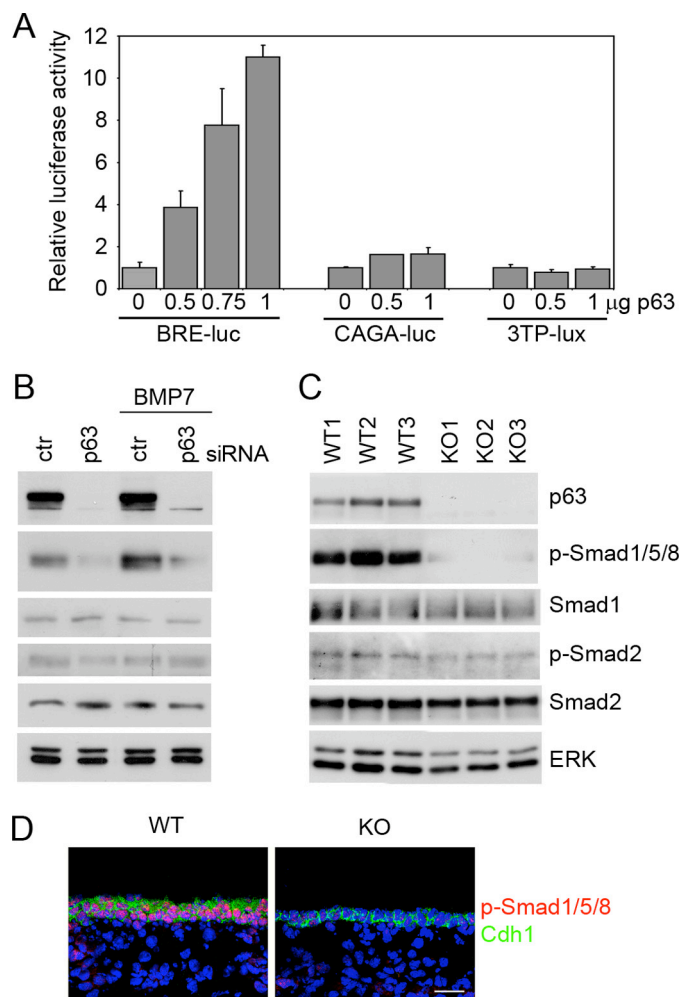 A
Relative luciferase activity
12
10
8
6
4
2
0
0 0.5 0.75 1 0 0.5 1 0 0.5 1 μg p63
BRE-luc CAGA-luc 3TP-lux
B
BMP7
ctr p63 ctr p63 siRNA
C
WT1 WT2 WT3 KO1 KO2 KO3
p63
p-Smad1/5/8
Smad1
p-Smad2
Smad2
ERK
D
WT KO
p-Smad1/5/8
Cdh1